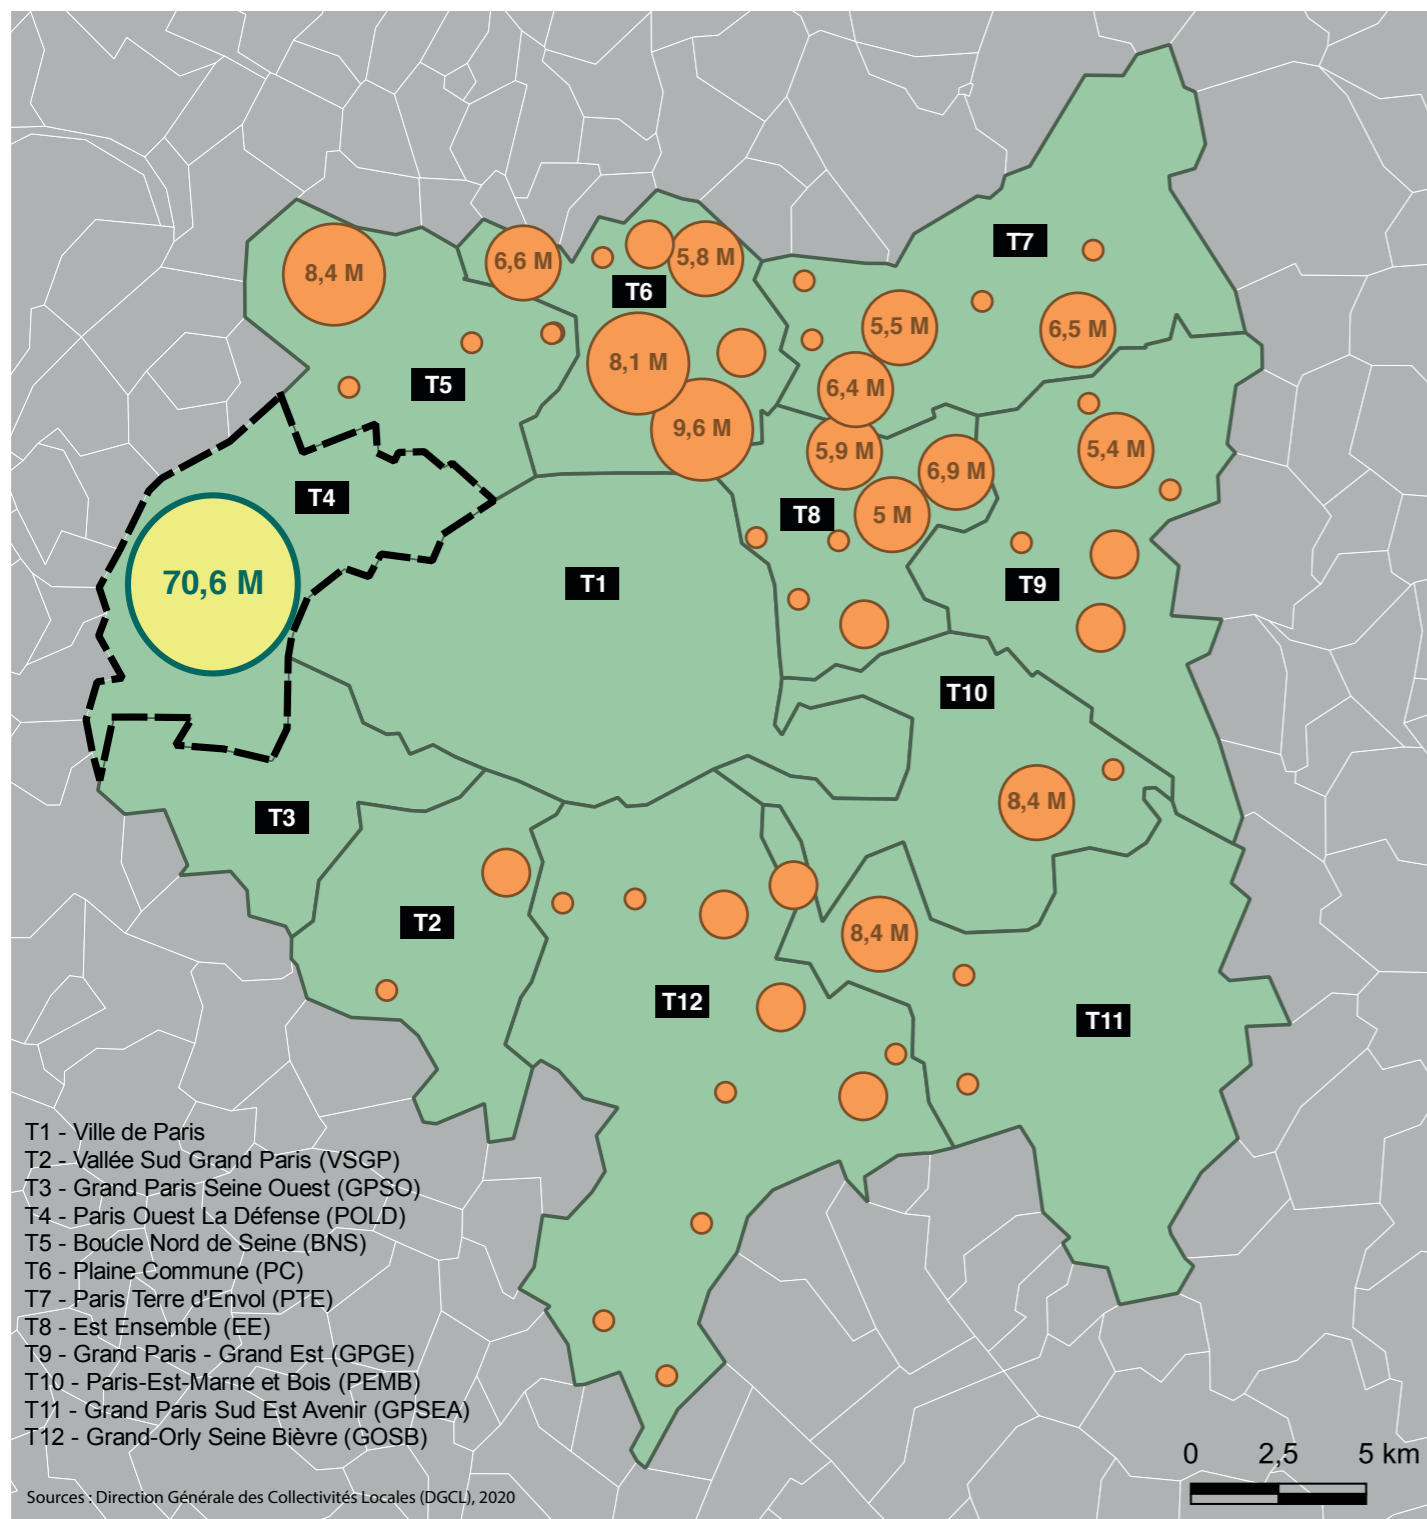 T7
8,4 M
6,6 M
5,8 M
T6
5,5 M
6,5 M
8,1 M
T5
6,4 M
9,6 M
5,9 M
6,9 M
5,4 M
T4
T8
5 M
70,6 M
T1
T9
T10
T3
8,4 M
T2
8,4 M
T12
T11
T1 - Ville de Paris
T2 - Vallée Sud Grand Paris (VSGP)
T3 - Grand Paris Seine Ouest (GPSO)
T4 - Paris Ouest La Défense (POLD)
T5 - Boucle Nord de Seine (BNS)
T6 - Plaine Commune (PC)
T7 - Paris Terre d'Envol (PTE)
T8 - Est Ensemble (EE)
T9 - Grand Paris - Grand Est (GPGE)
T10 - Paris-Est-Marne et Bois (PEMB)
T11 - Grand Paris Sud Est Avenir (GPSEA)
T12 - Grand-Orly Seine Bièvre (GOSB)
0 2,5 5 km
Sources : Direction Générale des Collectivités Locales (DGCL), 2020